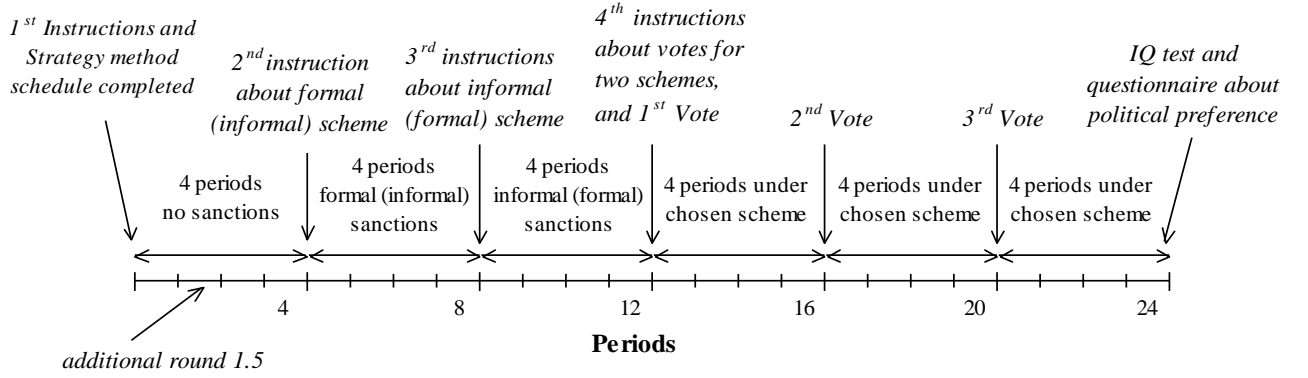 1st Instructions and
Strategy method
schedule completed
2nd instruction
about formal
(informal) scheme
3rd instructions
about informal
(formal) scheme
4th instructions
about votes for
two schemes,
and 1st Vote
2nd Vote
3rd Vote
IQ test and
questionnaire about
political preference
4 periods
no sanctions
4 periods
formal (informal)
sanctions
4 periods
informal (formal)
sanctions
4 periods under
chosen scheme
4 periods under
chosen scheme
4 periods under
chosen scheme
4
8
12
16
20
24
Periods
additional round 1.5